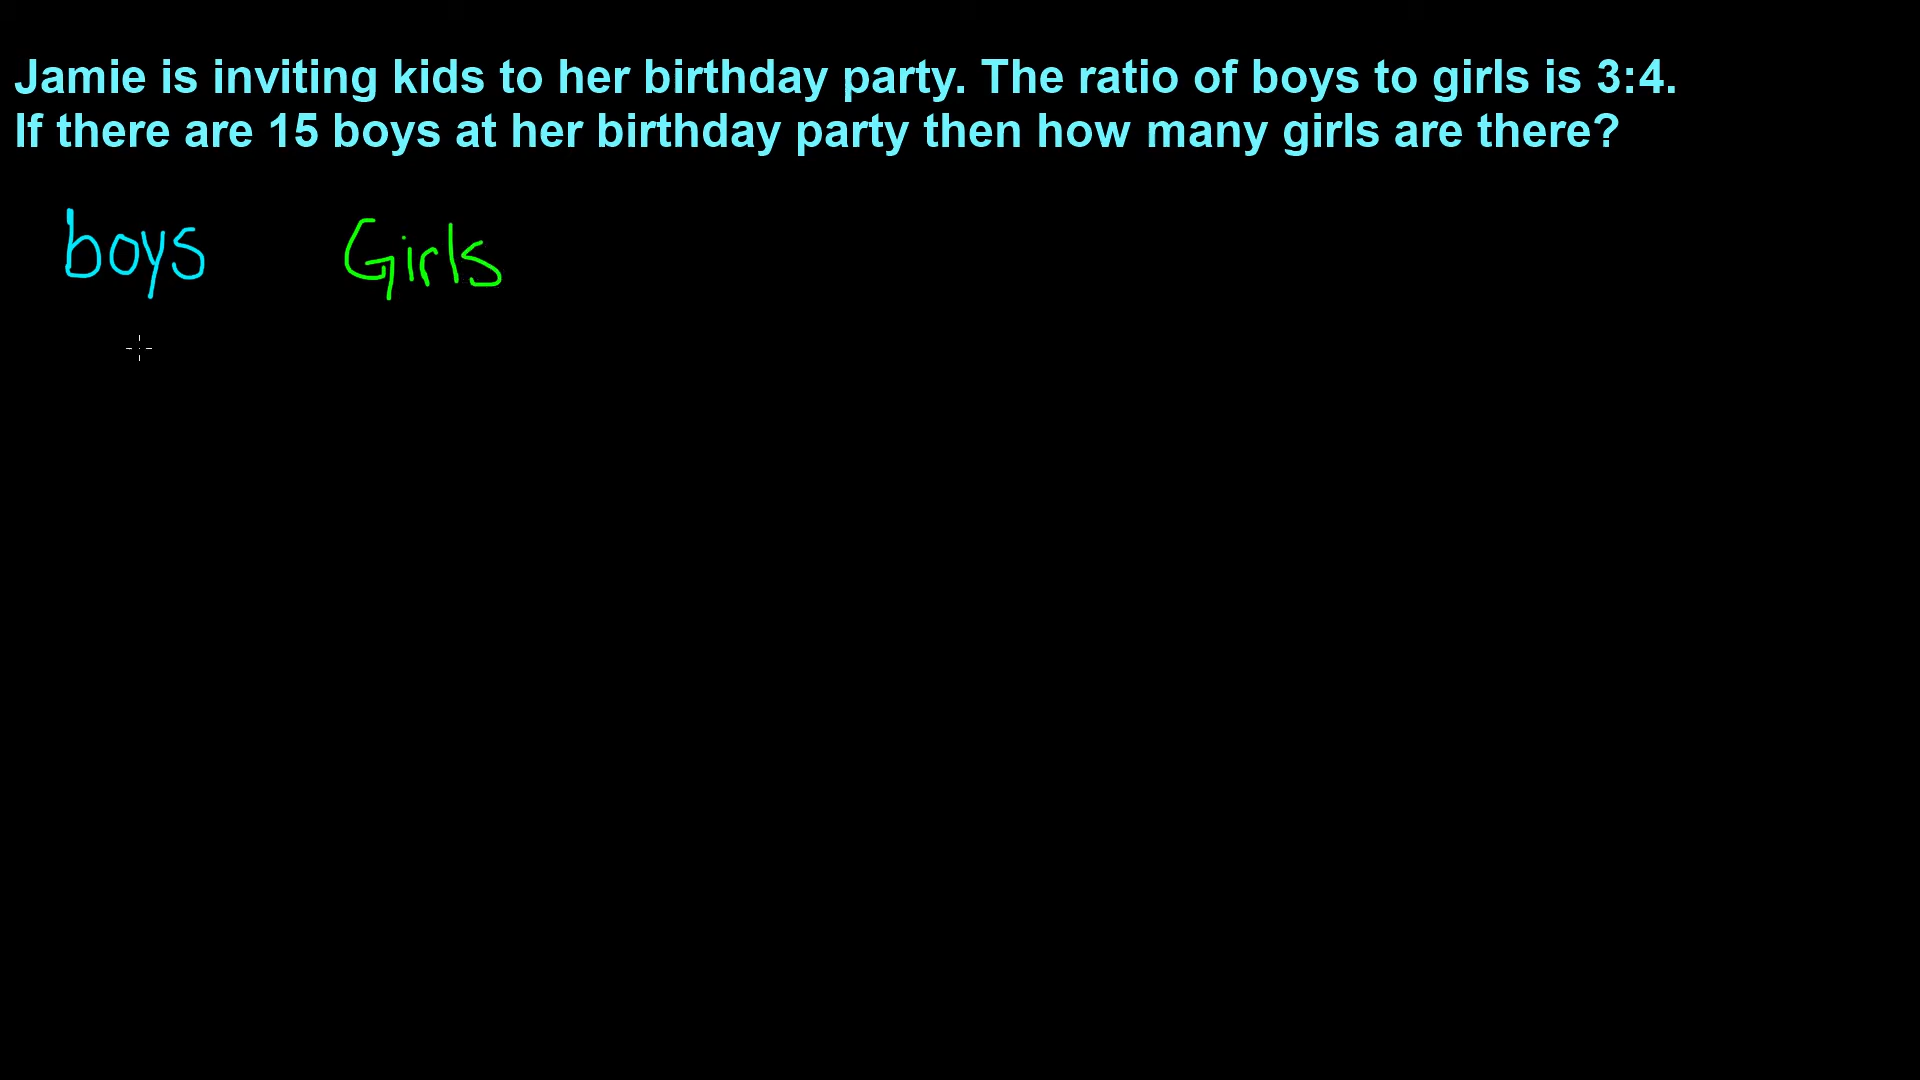 Jamie is inviting kids to her birthday party. The ratio of boys to girls is 3:4.
If there are 15 boys at her birthday party then how many girls are there?
boys Girls